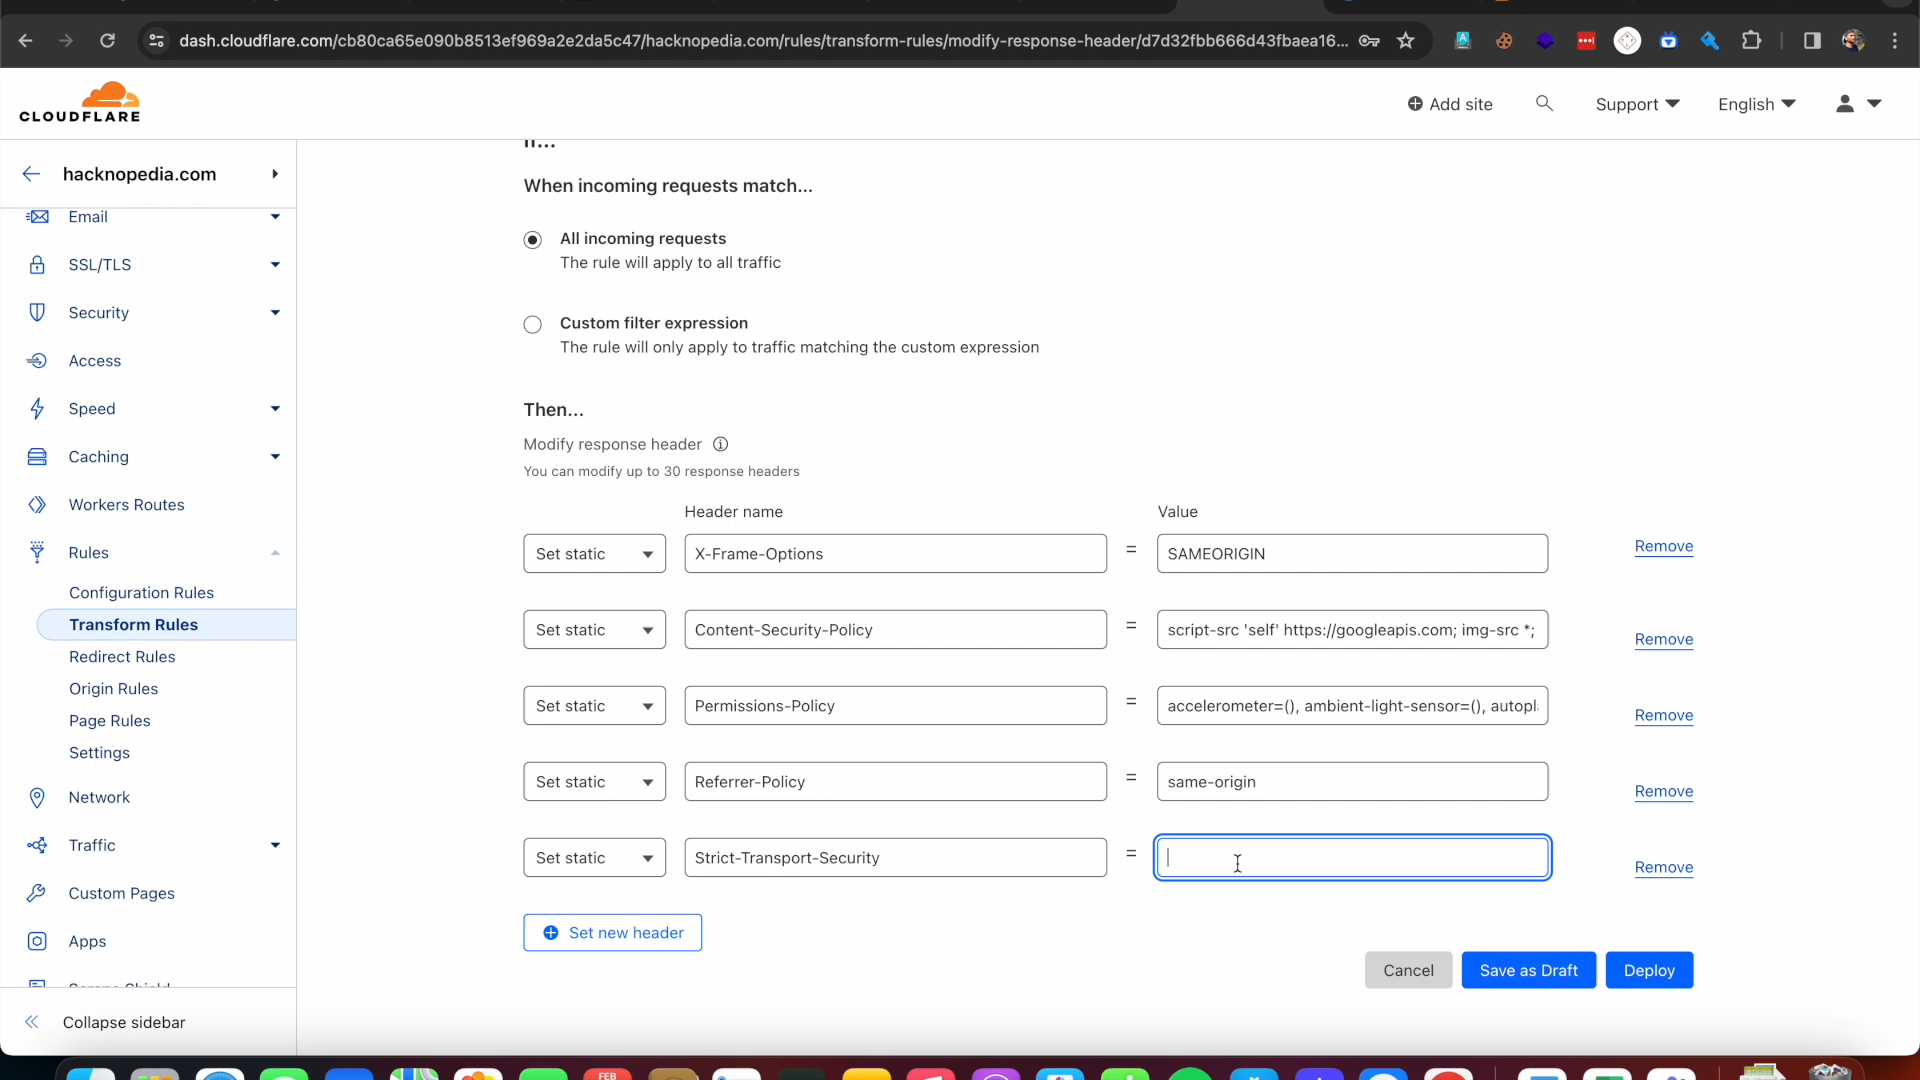 dash.cloudflare.com/cb80ca65e090b8513ef969a2e2da5c47/hacknopedia.com/rules/transform-rules/modify-response-header/d7d32fbb666d43fbaea16...
CLOUDFLARE
Add site
Support
English
hacknopedia.com
Email
SSL/TLS
Security
Access
Speed
Caching
Workers Routes
Rules
Configuration Rules
Transform Rules
Redirect Rules
Origin Rules
Page Rules
Settings
Network
Traffic
Custom Pages
Apps
Collapse sidebar
If...
When incoming requests match...
All incoming requests
The rule will apply to all traffic
Custom filter expression
The rule will only apply to traffic matching the custom expression
Then...
Modify response header
You can modify up to 30 response headers
Header name
Value
Set static
X-Frame-Options
=
SAMEORIGIN
Remove
Set static
Content-Security-Policy
=
script-src 'self' https://googleapis.com; img-src *;
Remove
Set static
Permissions-Policy
=
accelerometer=(), ambient-light-sensor=(), autopl
Remove
Set static
Referrer-Policy
=
same-origin
Remove
Set static
Strict-Transport-Security
=
Remove
Set new header
Cancel
Save as Draft
Deploy
FEB